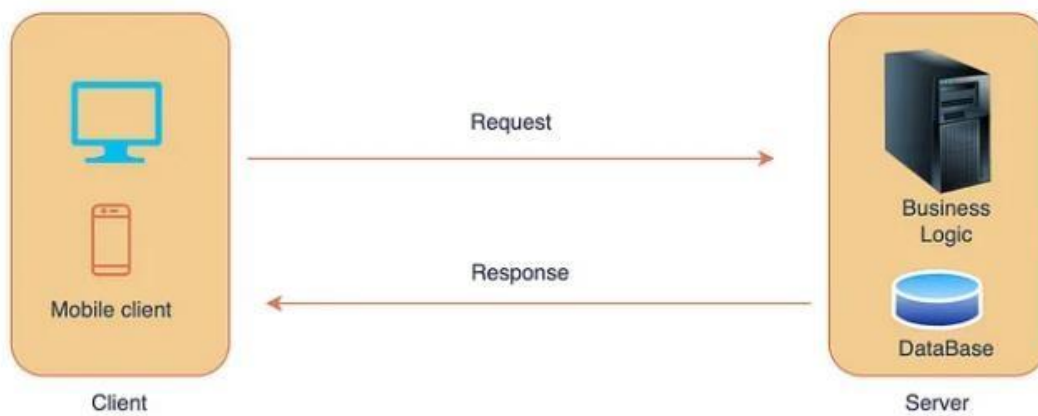 Request
Business
Logic
Response
Mobile client
DataBase
Client
Server